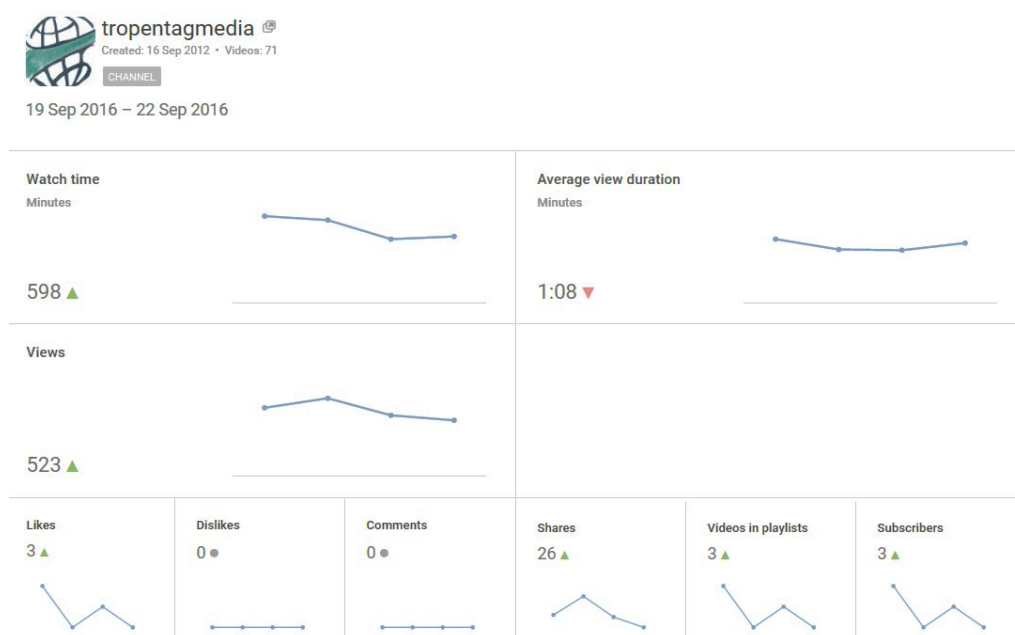 tropentagmedia
Created: 16 Sep 2012 • Videos: 71
CHANNEL
19 Sep 2016 – 22 Sep 2016
Watch time
Minutes
598
Average view duration
Minutes
1:08
Views
523
Likes
3
Dislikes
0
Comments
0
Shares
26
Videos in playlists
3
Subscribers
3